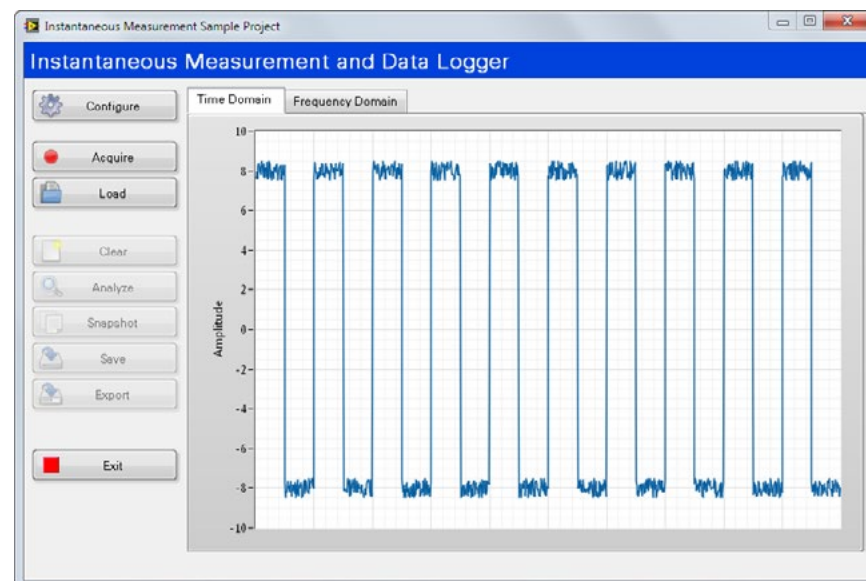 Instantaneous Measurement Sample Project
Instantaneous Measurement and Data Logger
Configure
Acquire
Load
Clear
Analyze
Snapshot
Save
Export
Exit
Time Domain
Frequency Domain
Amplitude
10
8
6
4
2
0
-2
-4
-6
-8
-10